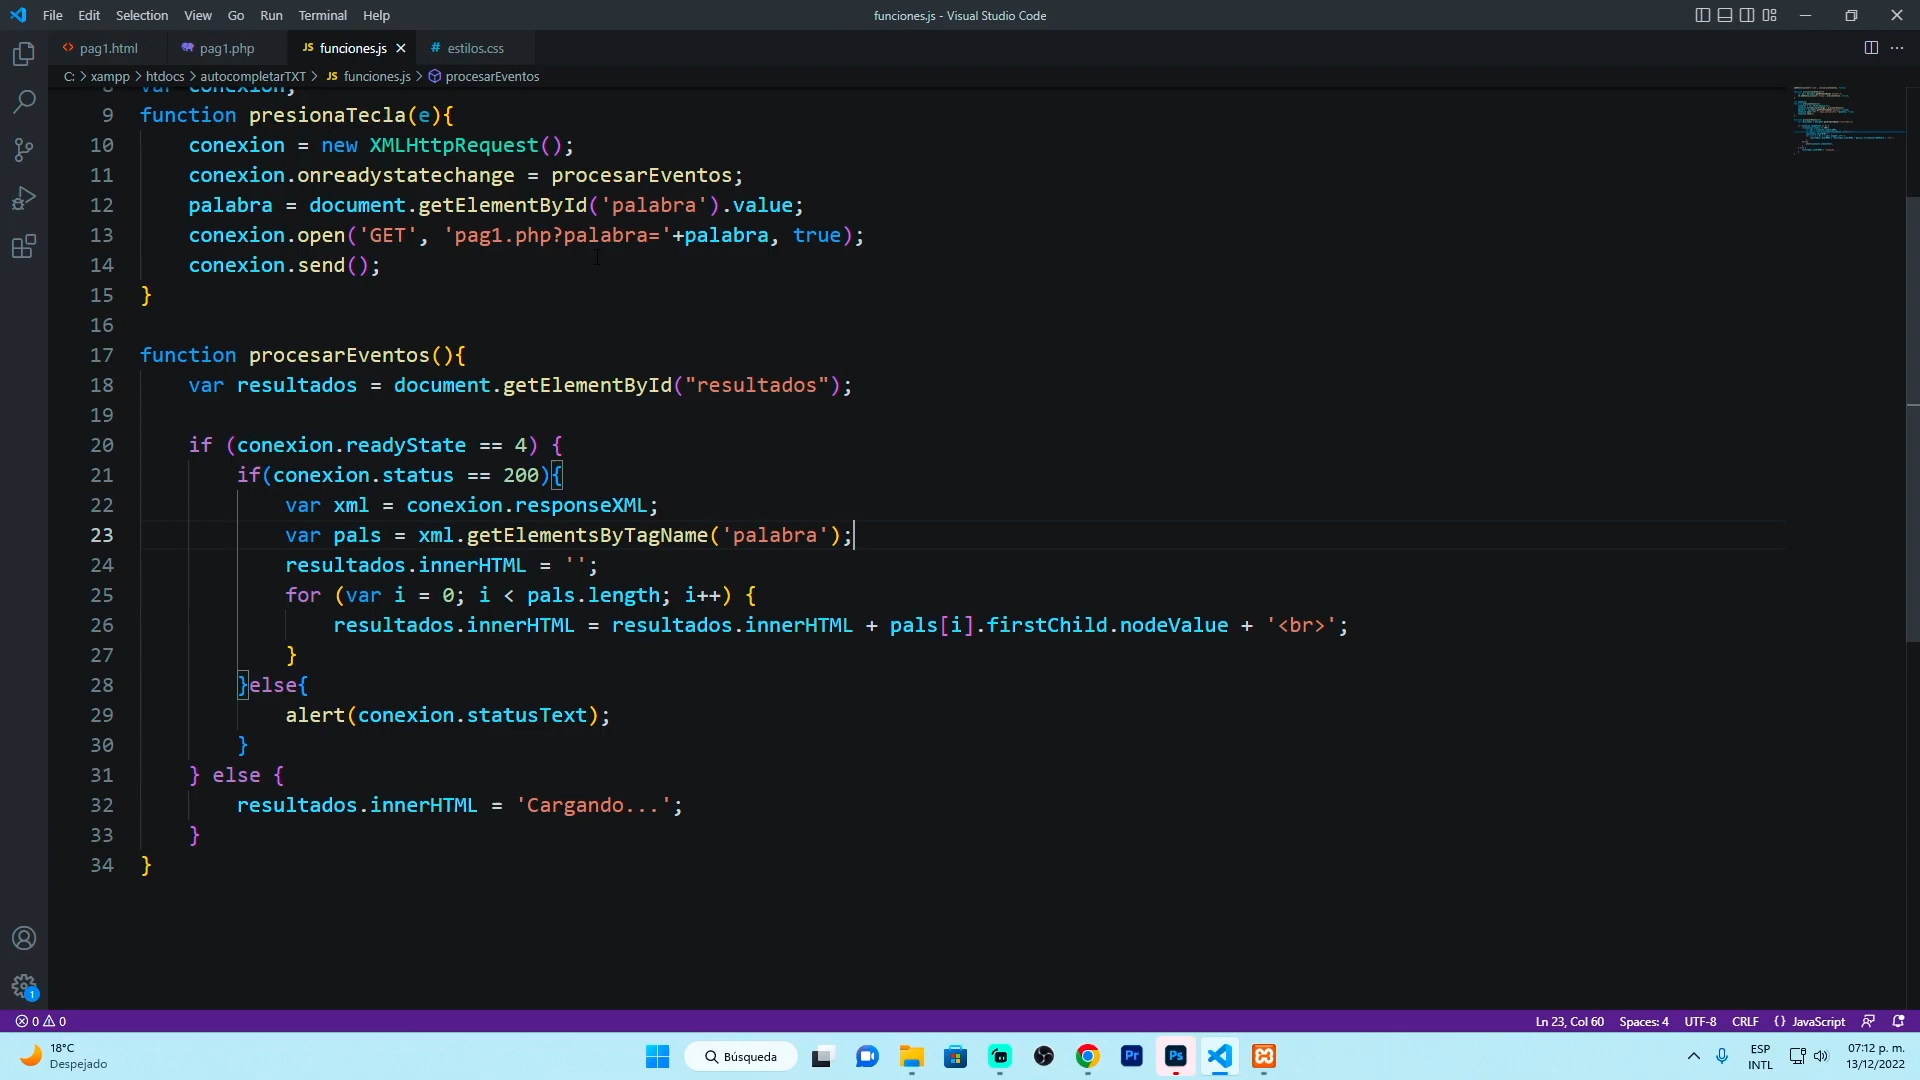 File Edit Selection View Go Run Terminal Help
funciones.js - Visual Studio Code
<> pag1.html
pag1.php
JS funciones.js
# estilos.css
C: > xampp > htdocs > autocompletarTXT > JS funciones.js > procesarEventos
8 var conexion;
9 function presionaTecla(e){
10 conexion = new XMLHttpRequest();
11 conexion.onreadystatechange = procesarEventos;
12 palabra = document.getElementById('palabra').value;
13 conexion.open('GET', 'pag1.php?palabra='+palabra, true);
14 conexion.send();
15 }
16
17 function procesarEventos(){
18 var resultados = document.getElementById("resultados");
19
20 if (conexion.readyState == 4) {
21 if(conexion.status == 200){
22 var xml = conexion.responseXML;
23 var pals = xml.getElementsByTagName('palabra');
24 resultados.innerHTML = '';
25 for (var i = 0; i < pals.length; i++) {
26 resultados.innerHTML = resultados.innerHTML + pals[i].firstChild.nodeValue + '<br>';
27 }
28 }else{
29 alert(conexion.statusText);
30 }
31 } else {
32 resultados.innerHTML = 'Cargando...';
33 }
34 }
1
0 0
Ln 23, Col 60 Spaces: 4 UTF-8 CRLF {} JavaScript
18°C
Despejado
Búsqueda
Pr
Ps
ESP
INTL
07:12 p. m.
13/12/2022